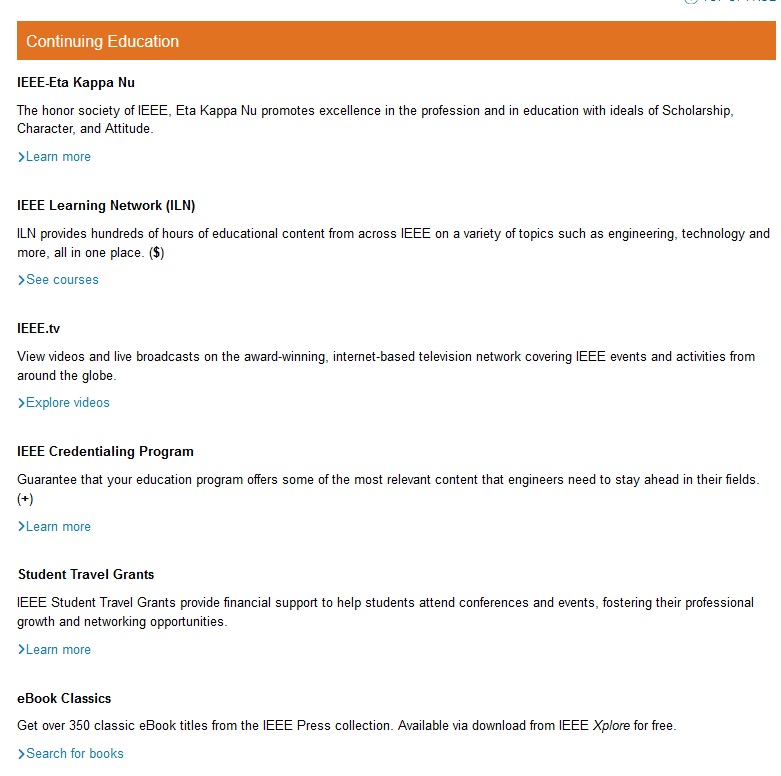 Continuing Education
IEEE-Eta Kappa Nu
The honor society of IEEE, Eta Kappa Nu promotes excellence in the profession and in education with ideals of Scholarship,
Character, and Attitude.
Learn more
IEEE Learning Network (ILN)
ILN provides hundreds of hours of educational content from across IEEE on a variety of topics such as engineering, technology and
more, all in one place. ($)
See courses
IEEE.tv
View videos and live broadcasts on the award-winning, internet-based television network covering IEEE events and activities from
around the globe.
Explore videos
IEEE Credentialing Program
Guarantee that your education program offers some of the most relevant content that engineers need to stay ahead in their fields.
(+)
Learn more
Student Travel Grants
IEEE Student Travel Grants provide financial support to help students attend conferences and events, fostering their professional
growth and networking opportunities.
Learn more
eBook Classics
Get over 350 classic eBook titles from the IEEE Press collection. Available via download from IEEE Xplore for free.
Search for books